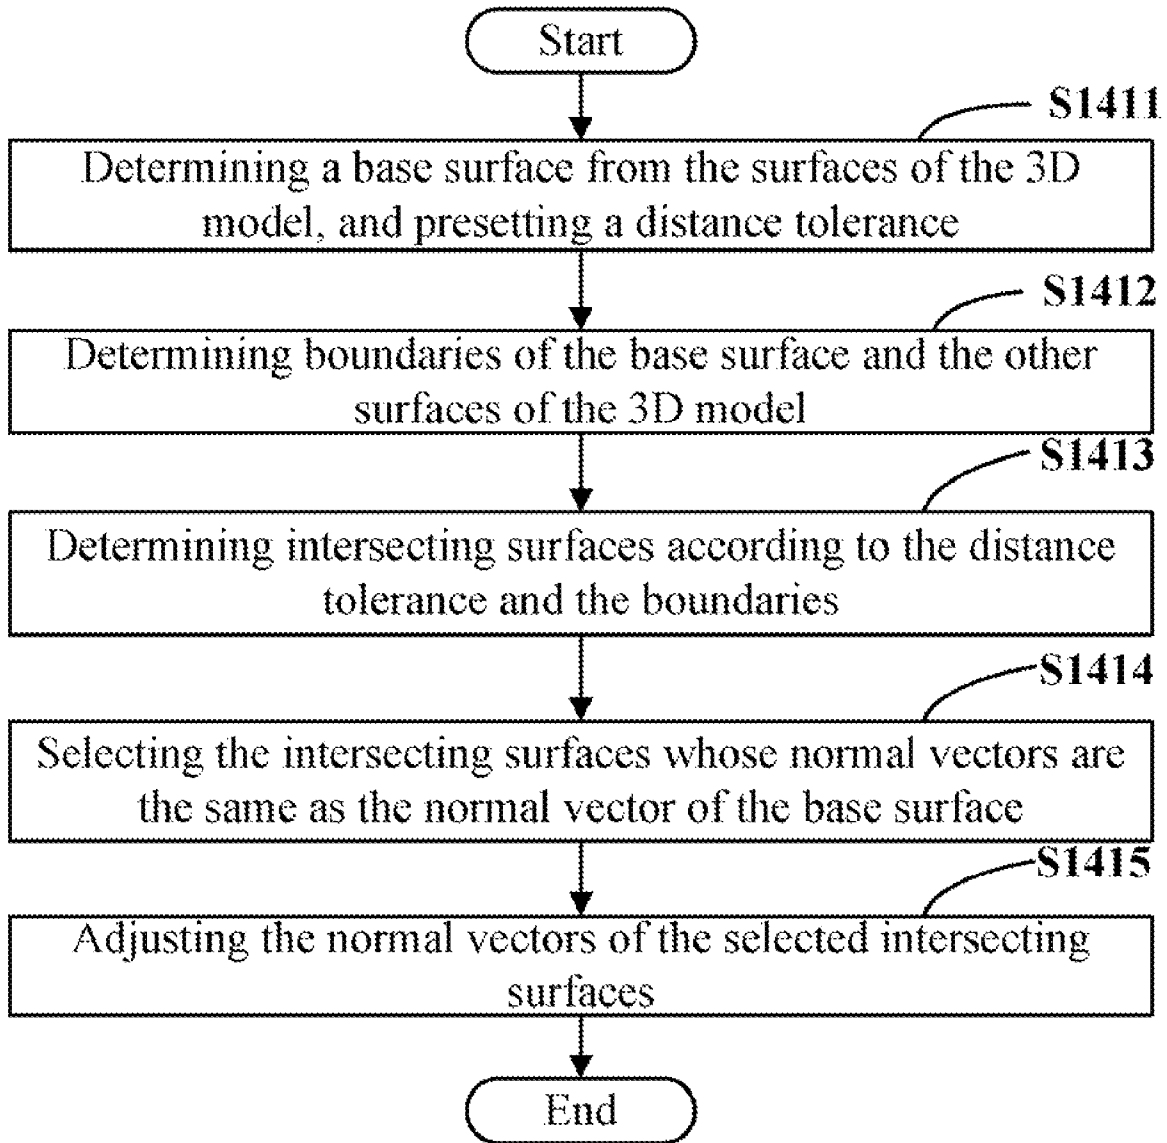 Start
S1411
Determining a base surface from the surfaces of the 3D
model, and presetting a distance tolerance
S1412
Determining boundaries of the base surface and the other
surfaces of the 3D model
S1413
Determining intersecting surfaces according to the distance
tolerance and the boundaries
S1414
Selecting the intersecting surfaces whose normal vectors are
the same as the normal vector of the base surface
S1415
Adjusting the normal vectors of the selected intersecting
surfaces
End